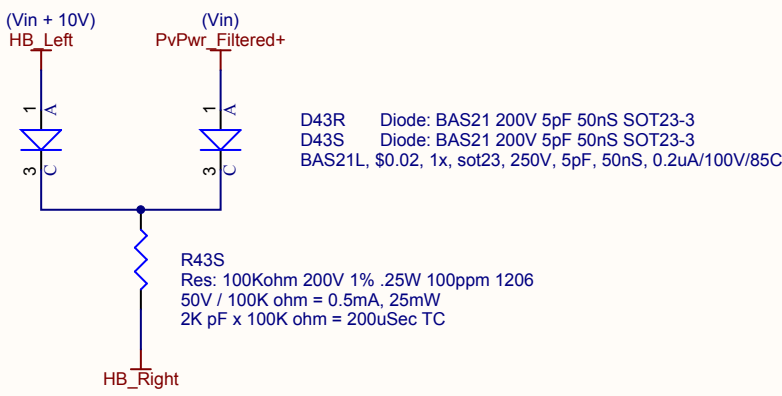 (Vin + 10V)
HB_Left
(Vin)
PvPwr_Filtered+
1
A
3
C
1
A
3
C
D43R Diode: BAS21 200V 5pF 50nS SOT23-3
D43S Diode: BAS21 200V 5pF 50nS SOT23-3
BAS21L, $0.02, 1x, sot23, 250V, 5pF, 50nS, 0.2uA/100V/85C
R43S
Res: 100Kohm 200V 1% .25W 100ppm 1206
50V / 100K ohm = 0.5mA, 25mW
2K pF x 100K ohm = 200uSec TC
HB_Right